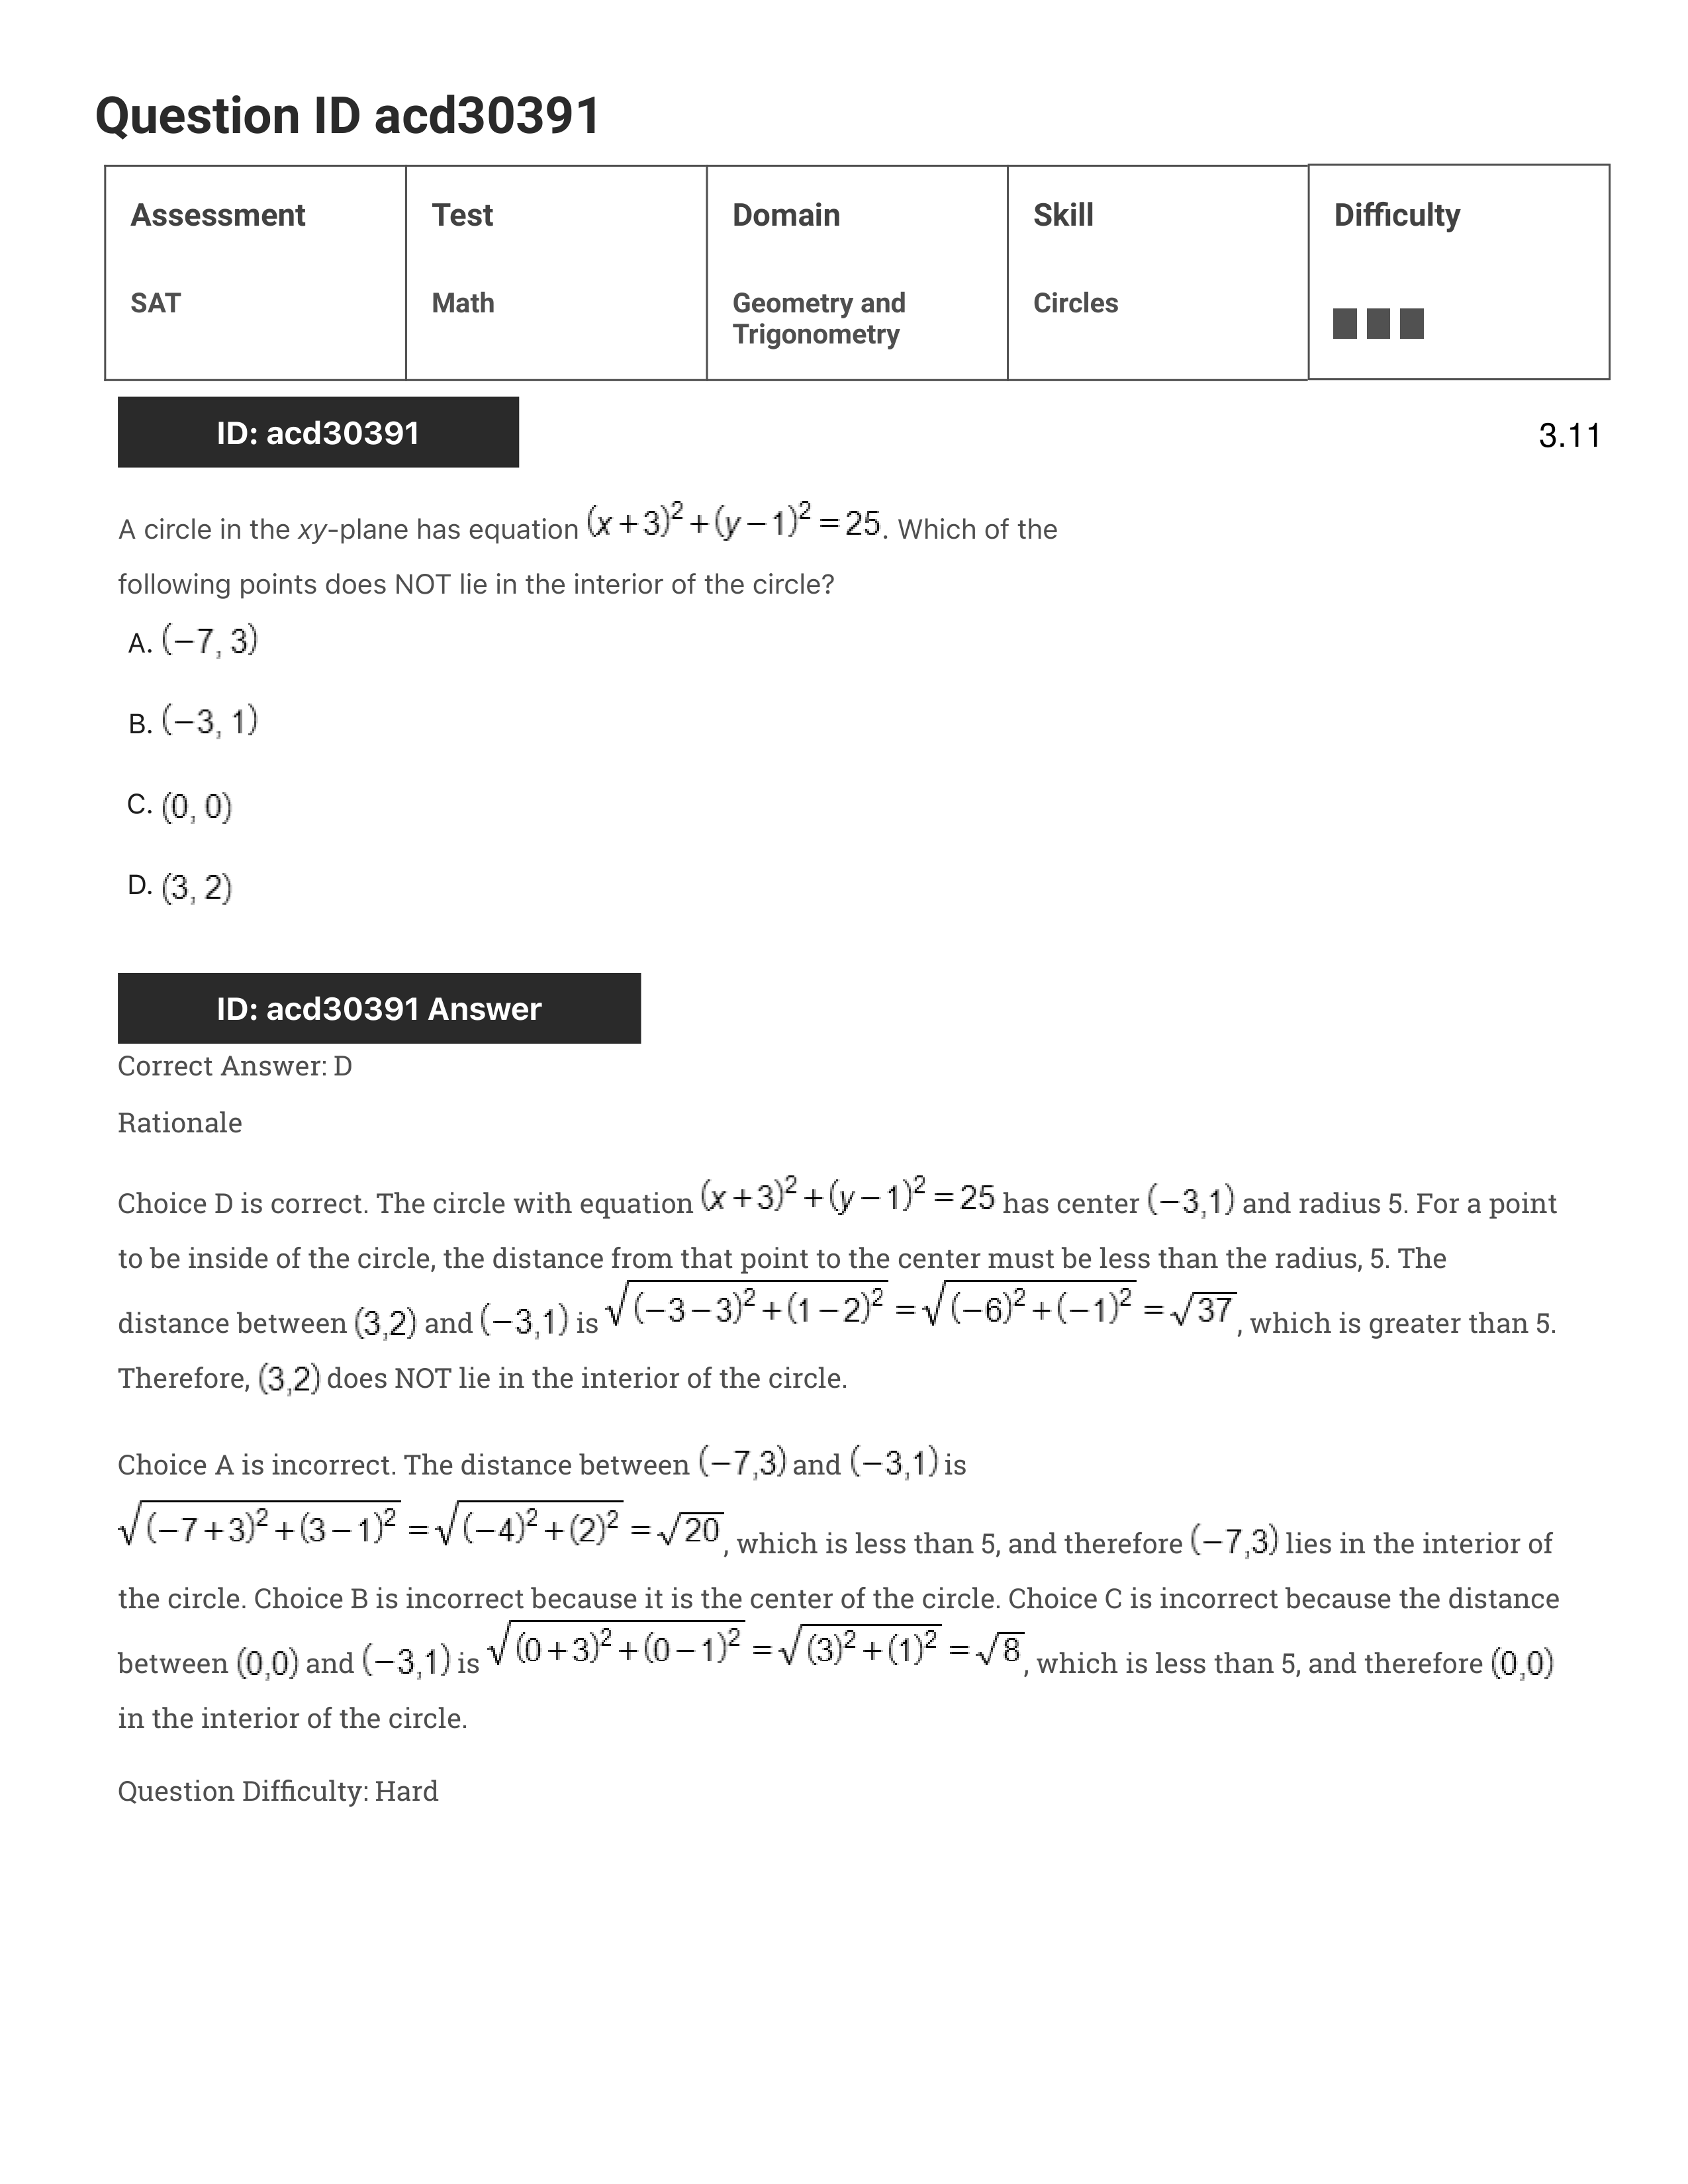 Question ID acd30391
Assessment Test Domain Skill Difficulty
SAT Math Geometry and Trigonometry Circles
ID: acd30391
3.11
A circle in the xy-plane has equation (x+3)²+(y−1)²=25. Which of the
following points does NOT lie in the interior of the circle?
A. (−7, 3)
B. (−3, 1)
C. (0, 0)
D. (3, 2)
ID: acd30391 Answer
Correct Answer: D
Rationale
Choice D is correct. The circle with equation (x+3)²+(y−1)²=25 has center (−3,1) and radius 5. For a point
to be inside of the circle, the distance from that point to the center must be less than the radius, 5. The
distance between (3,2) and (−3,1) is √((−3−3)²+(1−2)²) = √((−6)²+(−1)²) = √37, which is greater than 5.
Therefore, (3,2) does NOT lie in the interior of the circle.
Choice A is incorrect. The distance between (−7,3) and (−3,1) is
√((−7+3)²+(3−1)²) = √((−4)²+(2)²) = √20, which is less than 5, and therefore (−7,3) lies in the interior of
the circle. Choice B is incorrect because it is the center of the circle. Choice C is incorrect because the distance
between (0,0) and (−3,1) is √((0+3)²+(0−1)²) = √((3)²+(1)²) = √8, which is less than 5, and therefore (0,0)
in the interior of the circle.
Question Difficulty: Hard